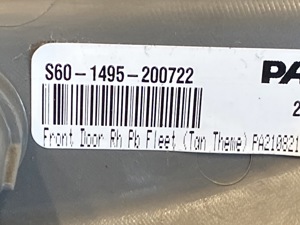 S60-1495-200722
PA
2
Front Door Rh Pb Fleet (Tan Theme) PA210821